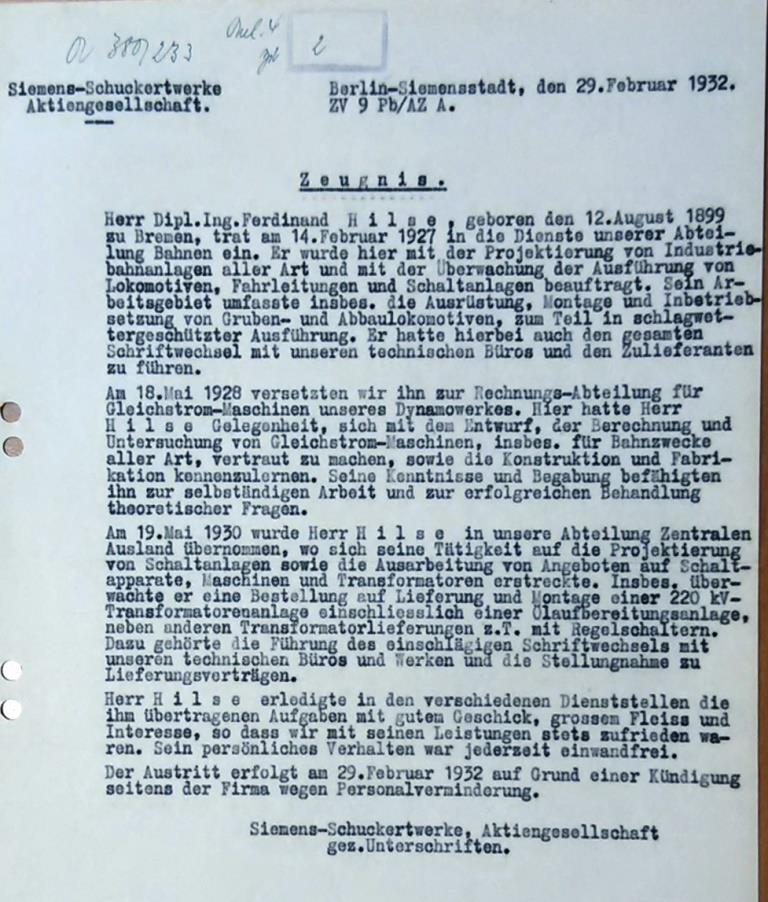 2
Siemens-Schuckertwerke
Aktiengesellschaft.
Berlin-Siemensstadt, den 29.Februar 1932.
ZV 9 Pb/AZ A.
Z e u g n i s .
Herr Dipl.Ing.Ferdinand H i l s e , geboren den 12.August 1899
zu Bremen, trat am 14.Februar 1927 in die Dienste unserer Abtei-
lung Bahnen ein. Er wurde hier mit der Projektierung von Industrie-
bahnanlagen aller Art und mit der Überwachung der Ausführung von
Lokomotiven, Fahrleitungen und Schaltanlagen beauftragt. Sein Ar-
beitsgebiet umfasste insbes. die Ausrüstung, Montage und Inbetrieb-
setzung von Gruben- und Abbaulokomotiven, zum Teil in schlagwet-
tergeschützter Ausführung. Er hatte hierbei auch den gesamten
Schriftwechsel mit unseren technischen Büros und den Zulieferanten
zu führen.
Am 18.Mai 1928 versetzten wir ihn zur Rechnungs-Abteilung für
Gleichstrom-Maschinen unseres Dynamowerkes. Hier hatte Herr
H i l s e Gelegenheit, sich mit dem Entwurf, der Berechnung und
Untersuchung von Gleichstrom-Maschinen, insbes. für Bahnzwecke
aller Art, vertraut zu machen, sowie die Konstruktion und Fabri-
kation kennenzulernen. Seine Kenntnisse und Begabung befähigten
ihn zur selbständigen Arbeit und zur erfolgreichen Behandlung
theoretischer Fragen.
Am 19.Mai 1930 wurde Herr H i l s e in unsere Abteilung Zentralen
Ausland übernommen, wo sich seine Tätigkeit auf die Projektierung
von Schaltanlagen sowie die Ausarbeitung von Angeboten auf Schalt-
apparate, Maschinen und Transformatoren erstreckte. Insbes. über-
wachte er eine Bestellung auf Lieferung und Montage einer 220 kV-
Transformatorenanlage einschliesslich einer Ölaufbereitungsanlage,
neben anderen Transformatorlieferungen z.T. mit Regelschaltern.
Dazu gehörte die Führung des einschlägigen Schriftwechsels mit
unseren technischen Büros und Werken und die Stellungnahme zu
Lieferungsverträgen.
Herr H i l s e erledigte in den verschiedenen Dienststellen die
ihm übertragenen Aufgaben mit gutem Geschick, grossem Fleiss und
Interesse, so dass wir mit seinen Leistungen stets zufrieden wa-
ren. Sein persönliches Verhalten war jederzeit einwandfrei.
Der Austritt erfolgt am 29.Februar 1932 auf Grund einer Kündigung
seitens der Firma wegen Personalverminderung.
Siemens-Schuckertwerke, Aktiengesellschaft
gez.Unterschriften.